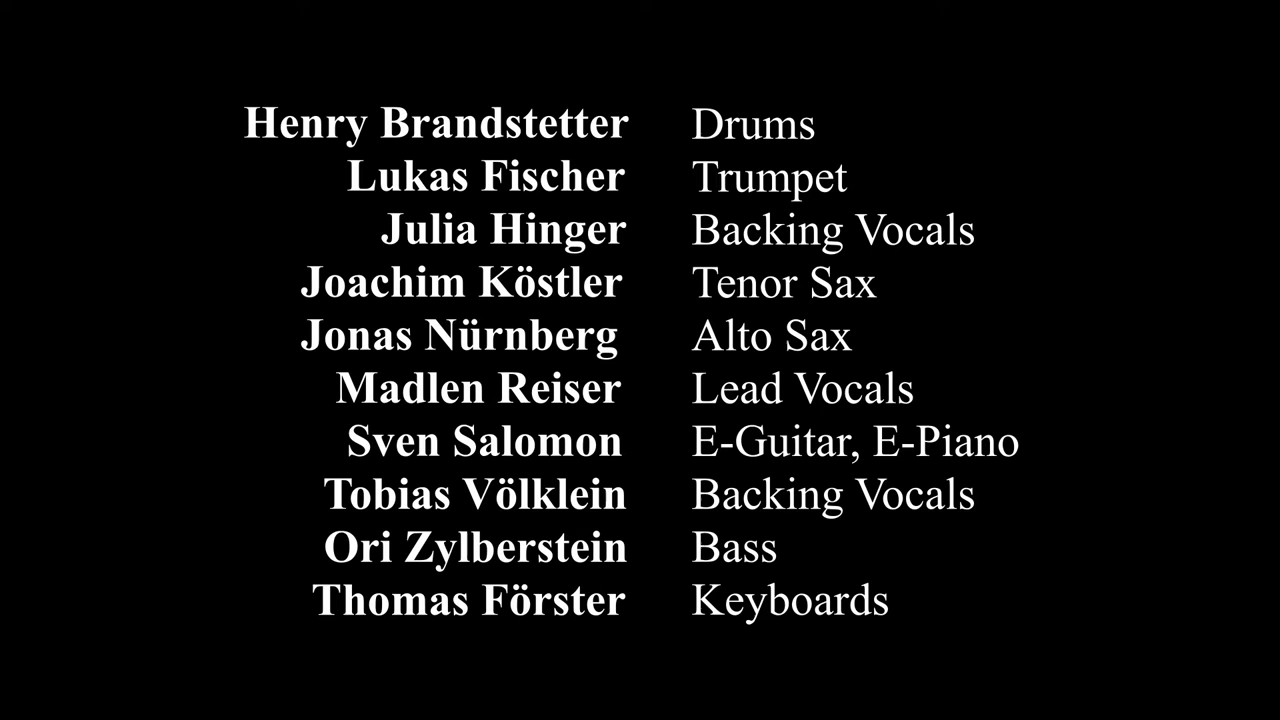 Henry Brandstetter Drums
Lukas Fischer Trumpet
Julia Hinger Backing Vocals
Joachim Köstler Tenor Sax
Jonas Nürnberg Alto Sax
Madlen Reiser Lead Vocals
Sven Salomon E-Guitar, E-Piano
Tobias Völklein Backing Vocals
Ori Zylberstein Bass
Thomas Förster Keyboards